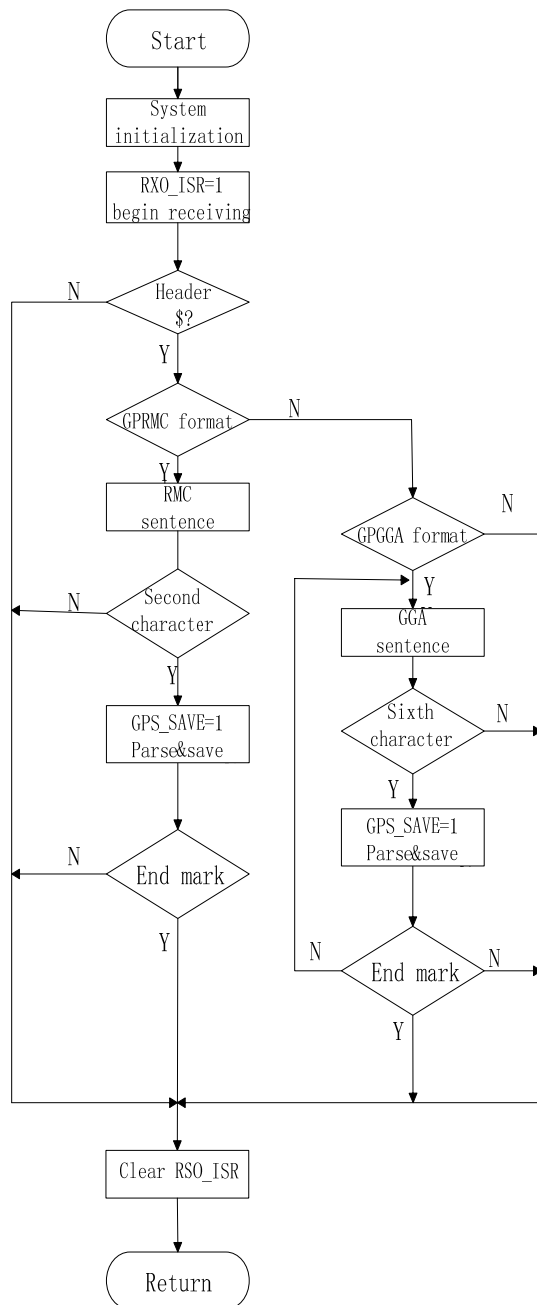 Start
System
initialization
RXO_ISR=1
begin receiving
N
Header
$?
Y
GPRMC format
N
Y
RMC
sentence
N
GPGGA format
Y
N
Second
character
Y
GGA
sentence
GPS_SAVE=1
Parse&save
Sixth
character
N
Y
GPS_SAVE=1
Parse&save
N
End mark
Y
N
End mark
N
Y
Clear RSO_ISR
Return